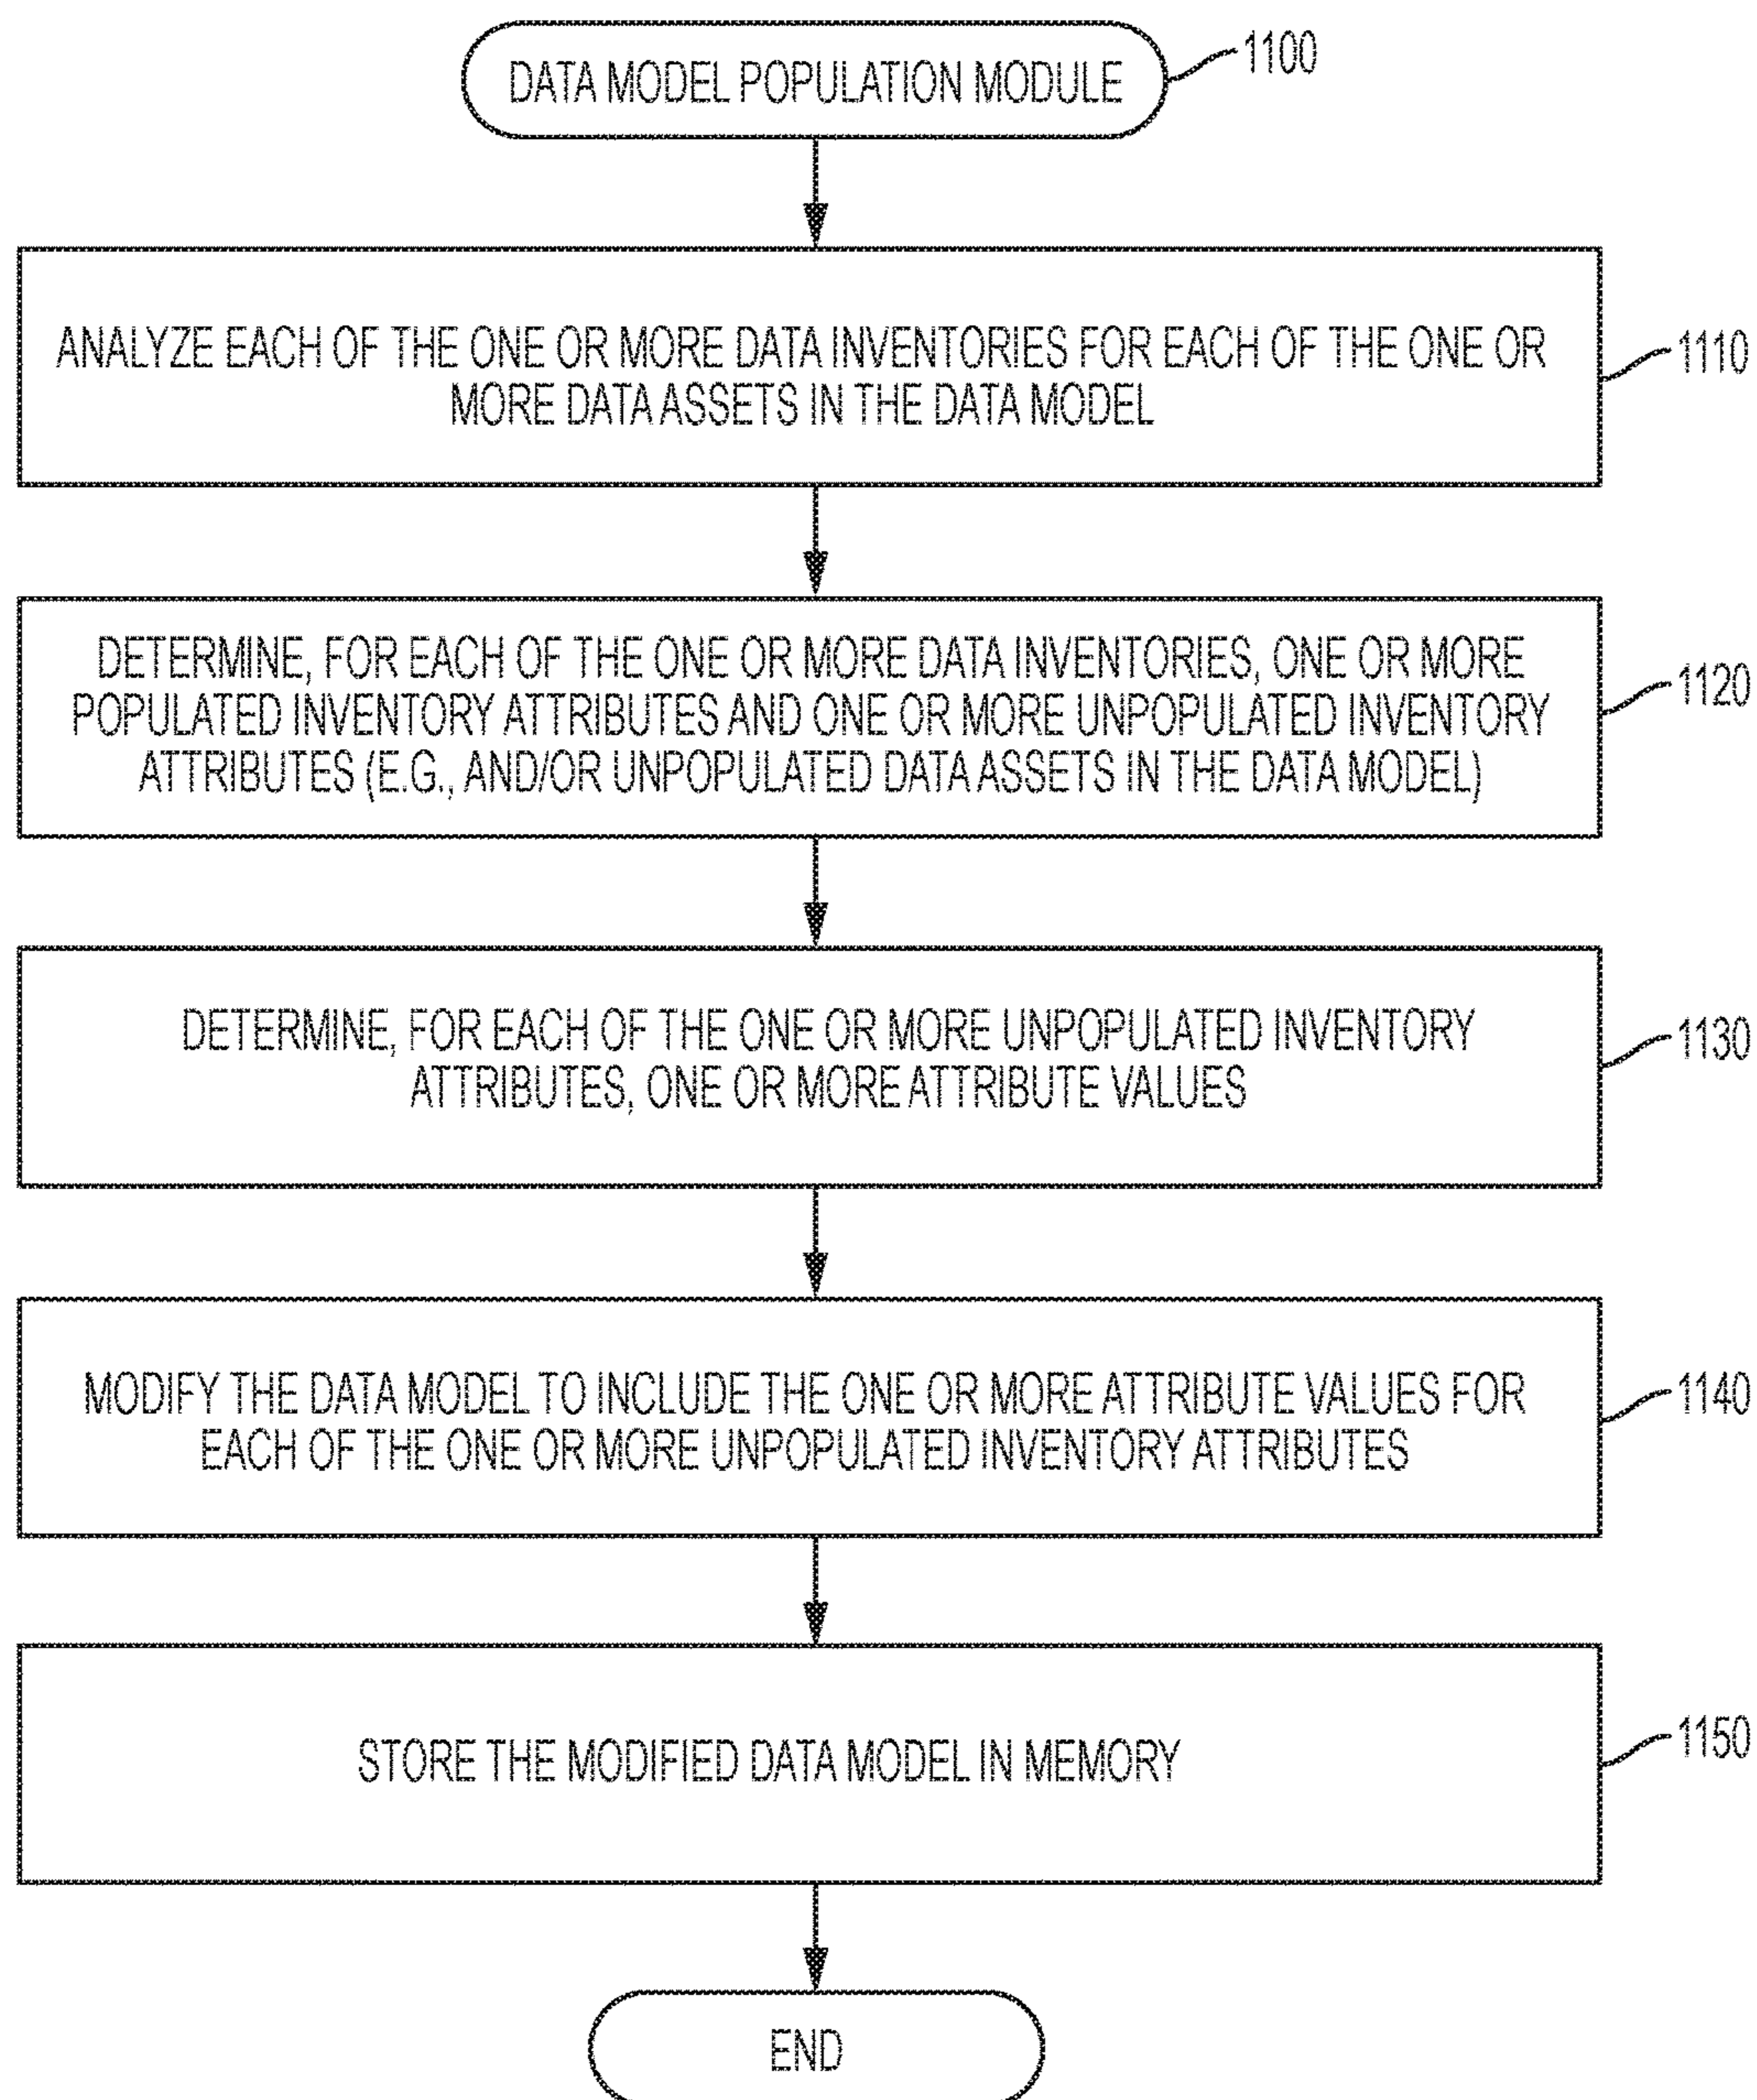 DATA MODEL POPULATION MODULE
1100
ANALYZE EACH OF THE ONE OR MORE DATA INVENTORIES FOR EACH OF THE ONE OR
MORE DATA ASSETS IN THE DATA MODEL
1110
DETERMINE, FOR EACH OF THE ONE OR MORE DATA INVENTORIES, ONE OR MORE
POPULATED INVENTORY ATTRIBUTES AND ONE OR MORE UNPOPULATED INVENTORY
ATTRIBUTES (E.G., AND/OR UNPOPULATED DATA ASSETS IN THE DATA MODEL)
1120
DETERMINE, FOR EACH OF THE ONE OR MORE UNPOPULATED INVENTORY
ATTRIBUTES, ONE OR MORE ATTRIBUTE VALUES
1130
MODIFY THE DATA MODEL TO INCLUDE THE ONE OR MORE ATTRIBUTE VALUES FOR
EACH OF THE ONE OR MORE UNPOPULATED INVENTORY ATTRIBUTES
1140
STORE THE MODIFIED DATA MODEL IN MEMORY
1150
END